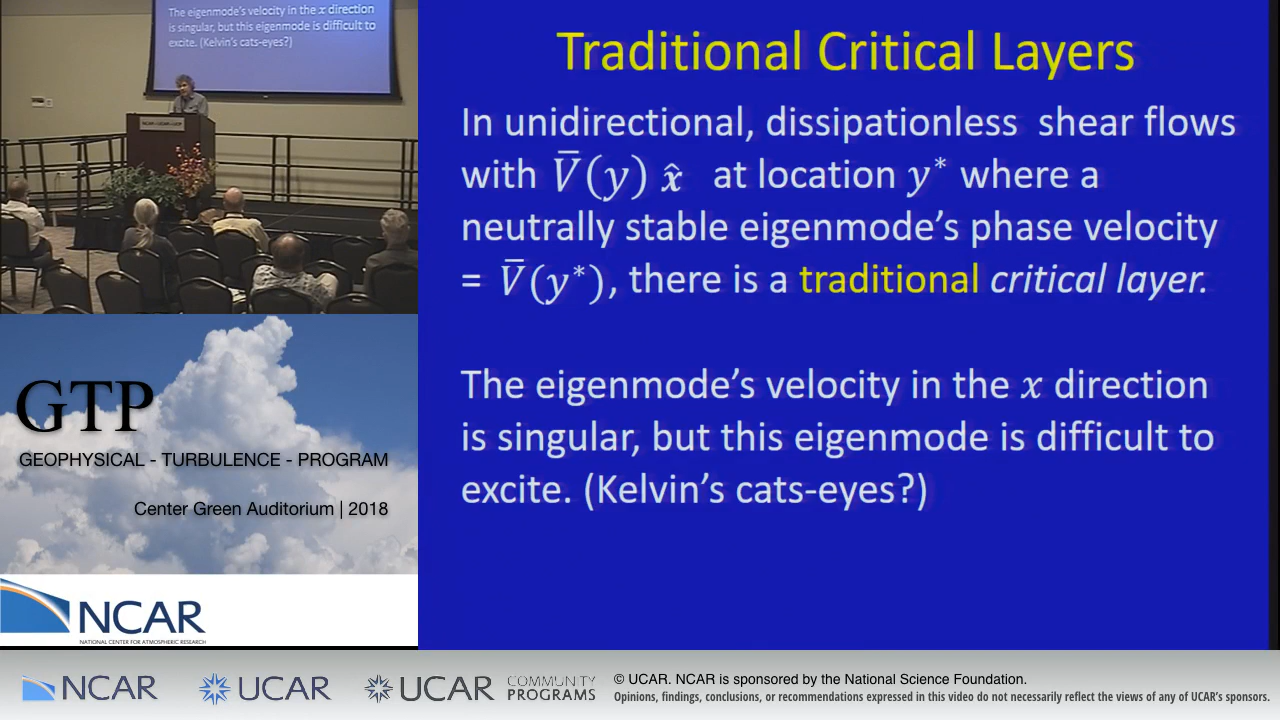 The eigenmode's velocity in the x direction
is singular, but this eigenmode is difficult to
excite. (Kelvin's cats-eyes?)
NCAR
GTP
GEOPHYSICAL - TURBULENCE - PROGRAM
Center Green Auditorium | 2018
NCAR
NATIONAL CENTER FOR ATMOSPHERIC RESEARCH
Traditional Critical Layers
In unidirectional, dissipationless shear flows
with V̄(y) x̂ at location y* where a
neutrally stable eigenmode's phase velocity
= V̄(y*), there is a traditional critical layer.
The eigenmode's velocity in the x direction
is singular, but this eigenmode is difficult to
excite. (Kelvin's cats-eyes?)
NCAR
UCAR
UCAR
COMMUNITY
PROGRAMS
© UCAR. NCAR is sponsored by the National Science Foundation.
Opinions, findings, conclusions, or recommendations expressed in this video do not necessarily reflect the views of any of UCAR's sponsors.